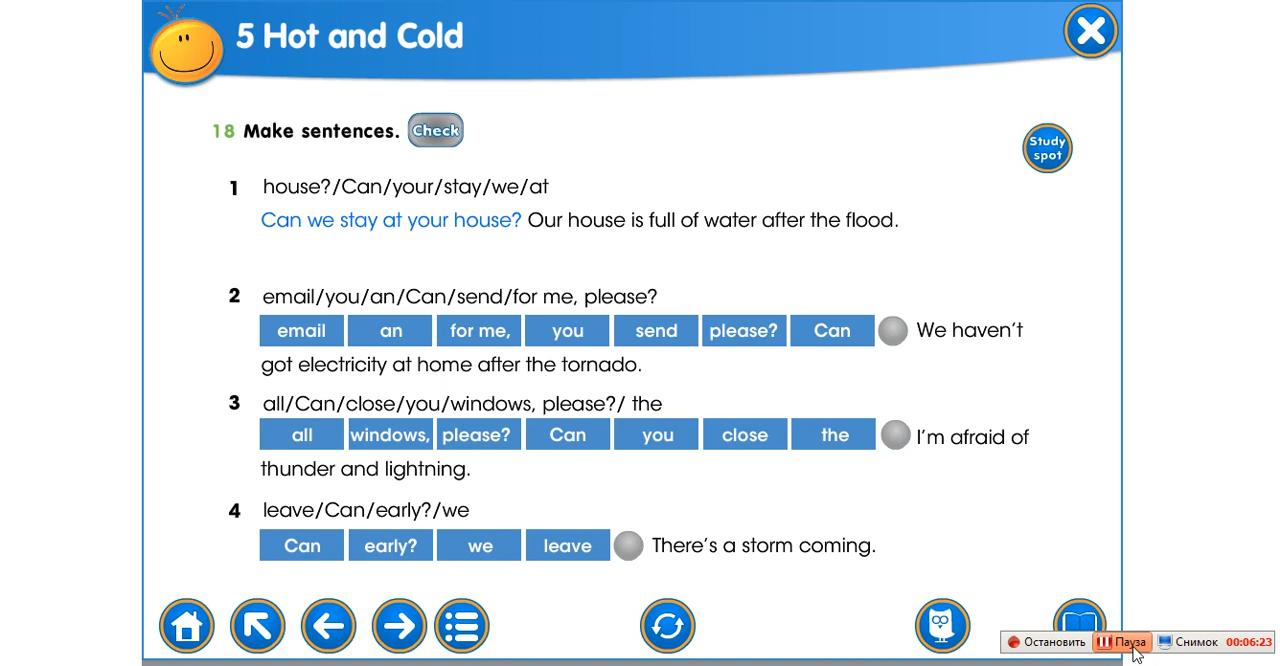 5 Hot and Cold
18 Make sentences. Check
Study
spot
1 house?/Can/your/stay/we/at
Can we stay at your house? Our house is full of water after the flood.
2 email/you/an/Can/send/for me, please?
email an for me, you send please? Can We haven't
got electricity at home after the tornado.
3 all/Can/close/you/windows, please?/ the
all windows, please? Can you close the I'm afraid of
thunder and lightning.
4 leave/Can/early?/we
Can early? we leave There's a storm coming.
Остановить Пауза Снимок 00:06:23